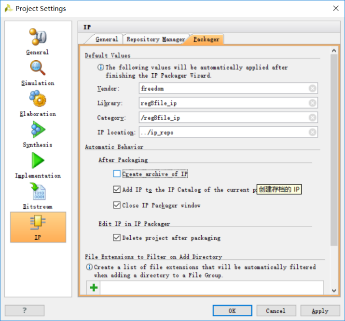 Project Settings
IP
General
Simulation
Elaboration
Synthesis
Implementation
Bitstream
IP
General Repository Manager Packager
Default Values
The following values will be automatically applied after
finishing the IP Packager Wizard.
Vendor: freedom
Library: regfile_ip
Category: /regfile_ip
IP location: ../ip_repo
Automatic Behavior
After Packaging
Create archive of IP
Add IP to the IP Catalog of the current p
创建存档的 IP
Close IP Packager window
Edit IP in IP Packager
Delete project after packaging
File Extensions to Filter on Add Directory
Create a list of file extensions that will be automatically filtered
when adding a directory to a File Group.
?
OK Cancel Apply